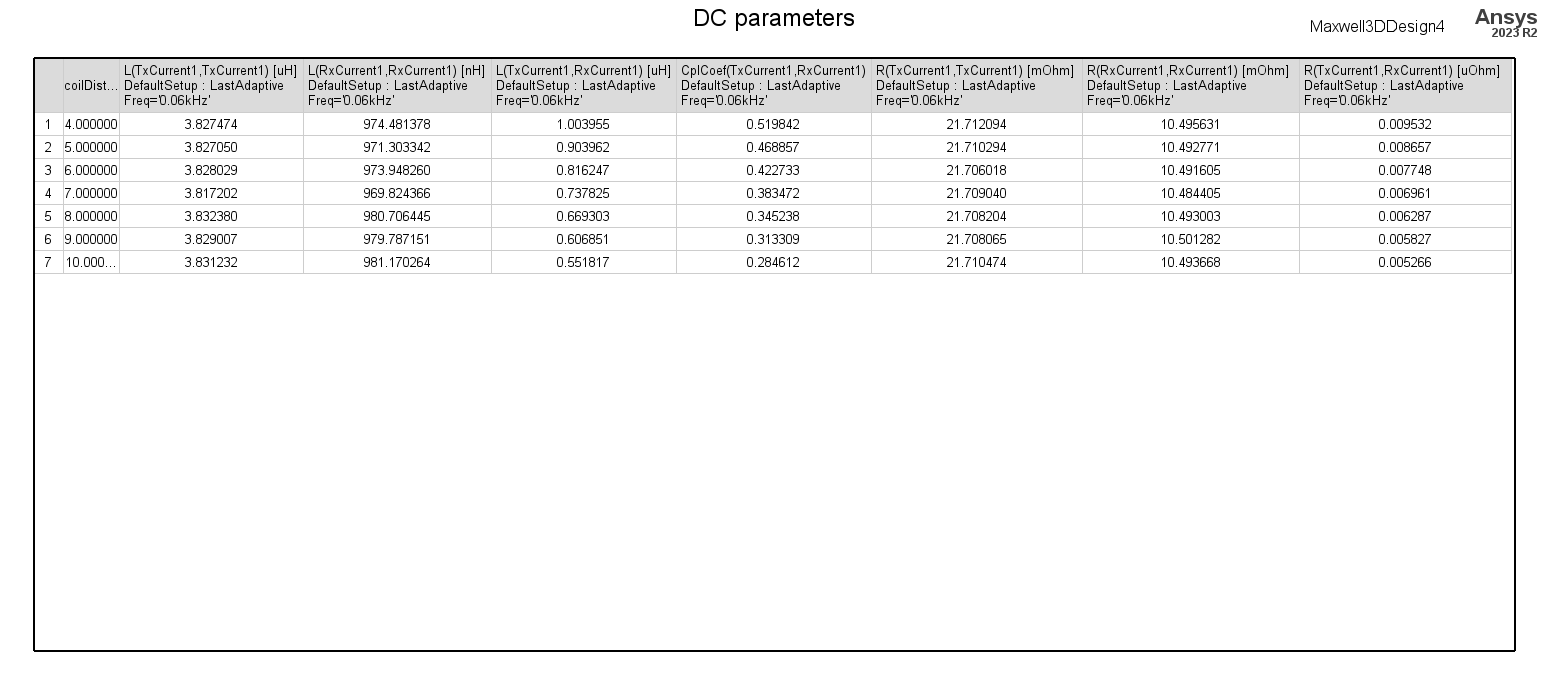 DC parameters
Maxwell3DDesign4
Ansys
2023 R2
coilDist... L(TxCurrent1,TxCurrent1) [uH] L(RxCurrent1,RxCurrent1) [nH] L(TxCurrent1,RxCurrent1) [uH] CplCoef(TxCurrent1,RxCurrent1) R(TxCurrent1,TxCurrent1) [mOhm] R(RxCurrent1,RxCurrent1) [mOhm] R(TxCurrent1,RxCurrent1) [uOhm]
DefaultSetup : LastAdaptive DefaultSetup : LastAdaptive DefaultSetup : LastAdaptive DefaultSetup : LastAdaptive DefaultSetup : LastAdaptive DefaultSetup : LastAdaptive DefaultSetup : LastAdaptive
Freq='0.06kHz' Freq='0.06kHz' Freq='0.06kHz' Freq='0.06kHz' Freq='0.06kHz' Freq='0.06kHz' Freq='0.06kHz'
1 4.000000 3.827474 974.481378 1.003955 0.519842 21.712094 10.495631 0.009532
2 5.000000 3.827050 971.303342 0.903962 0.468857 21.710294 10.492771 0.008657
3 6.000000 3.828029 973.948260 0.816247 0.422733 21.706018 10.491605 0.007748
4 7.000000 3.817202 969.824366 0.737825 0.383472 21.709040 10.484405 0.006961
5 8.000000 3.832380 980.706445 0.669303 0.345238 21.708204 10.493003 0.006287
6 9.000000 3.829007 979.787151 0.606851 0.313309 21.708065 10.501282 0.005827
7 10.000... 3.831232 981.170264 0.551817 0.284612 21.710474 10.493668 0.005266